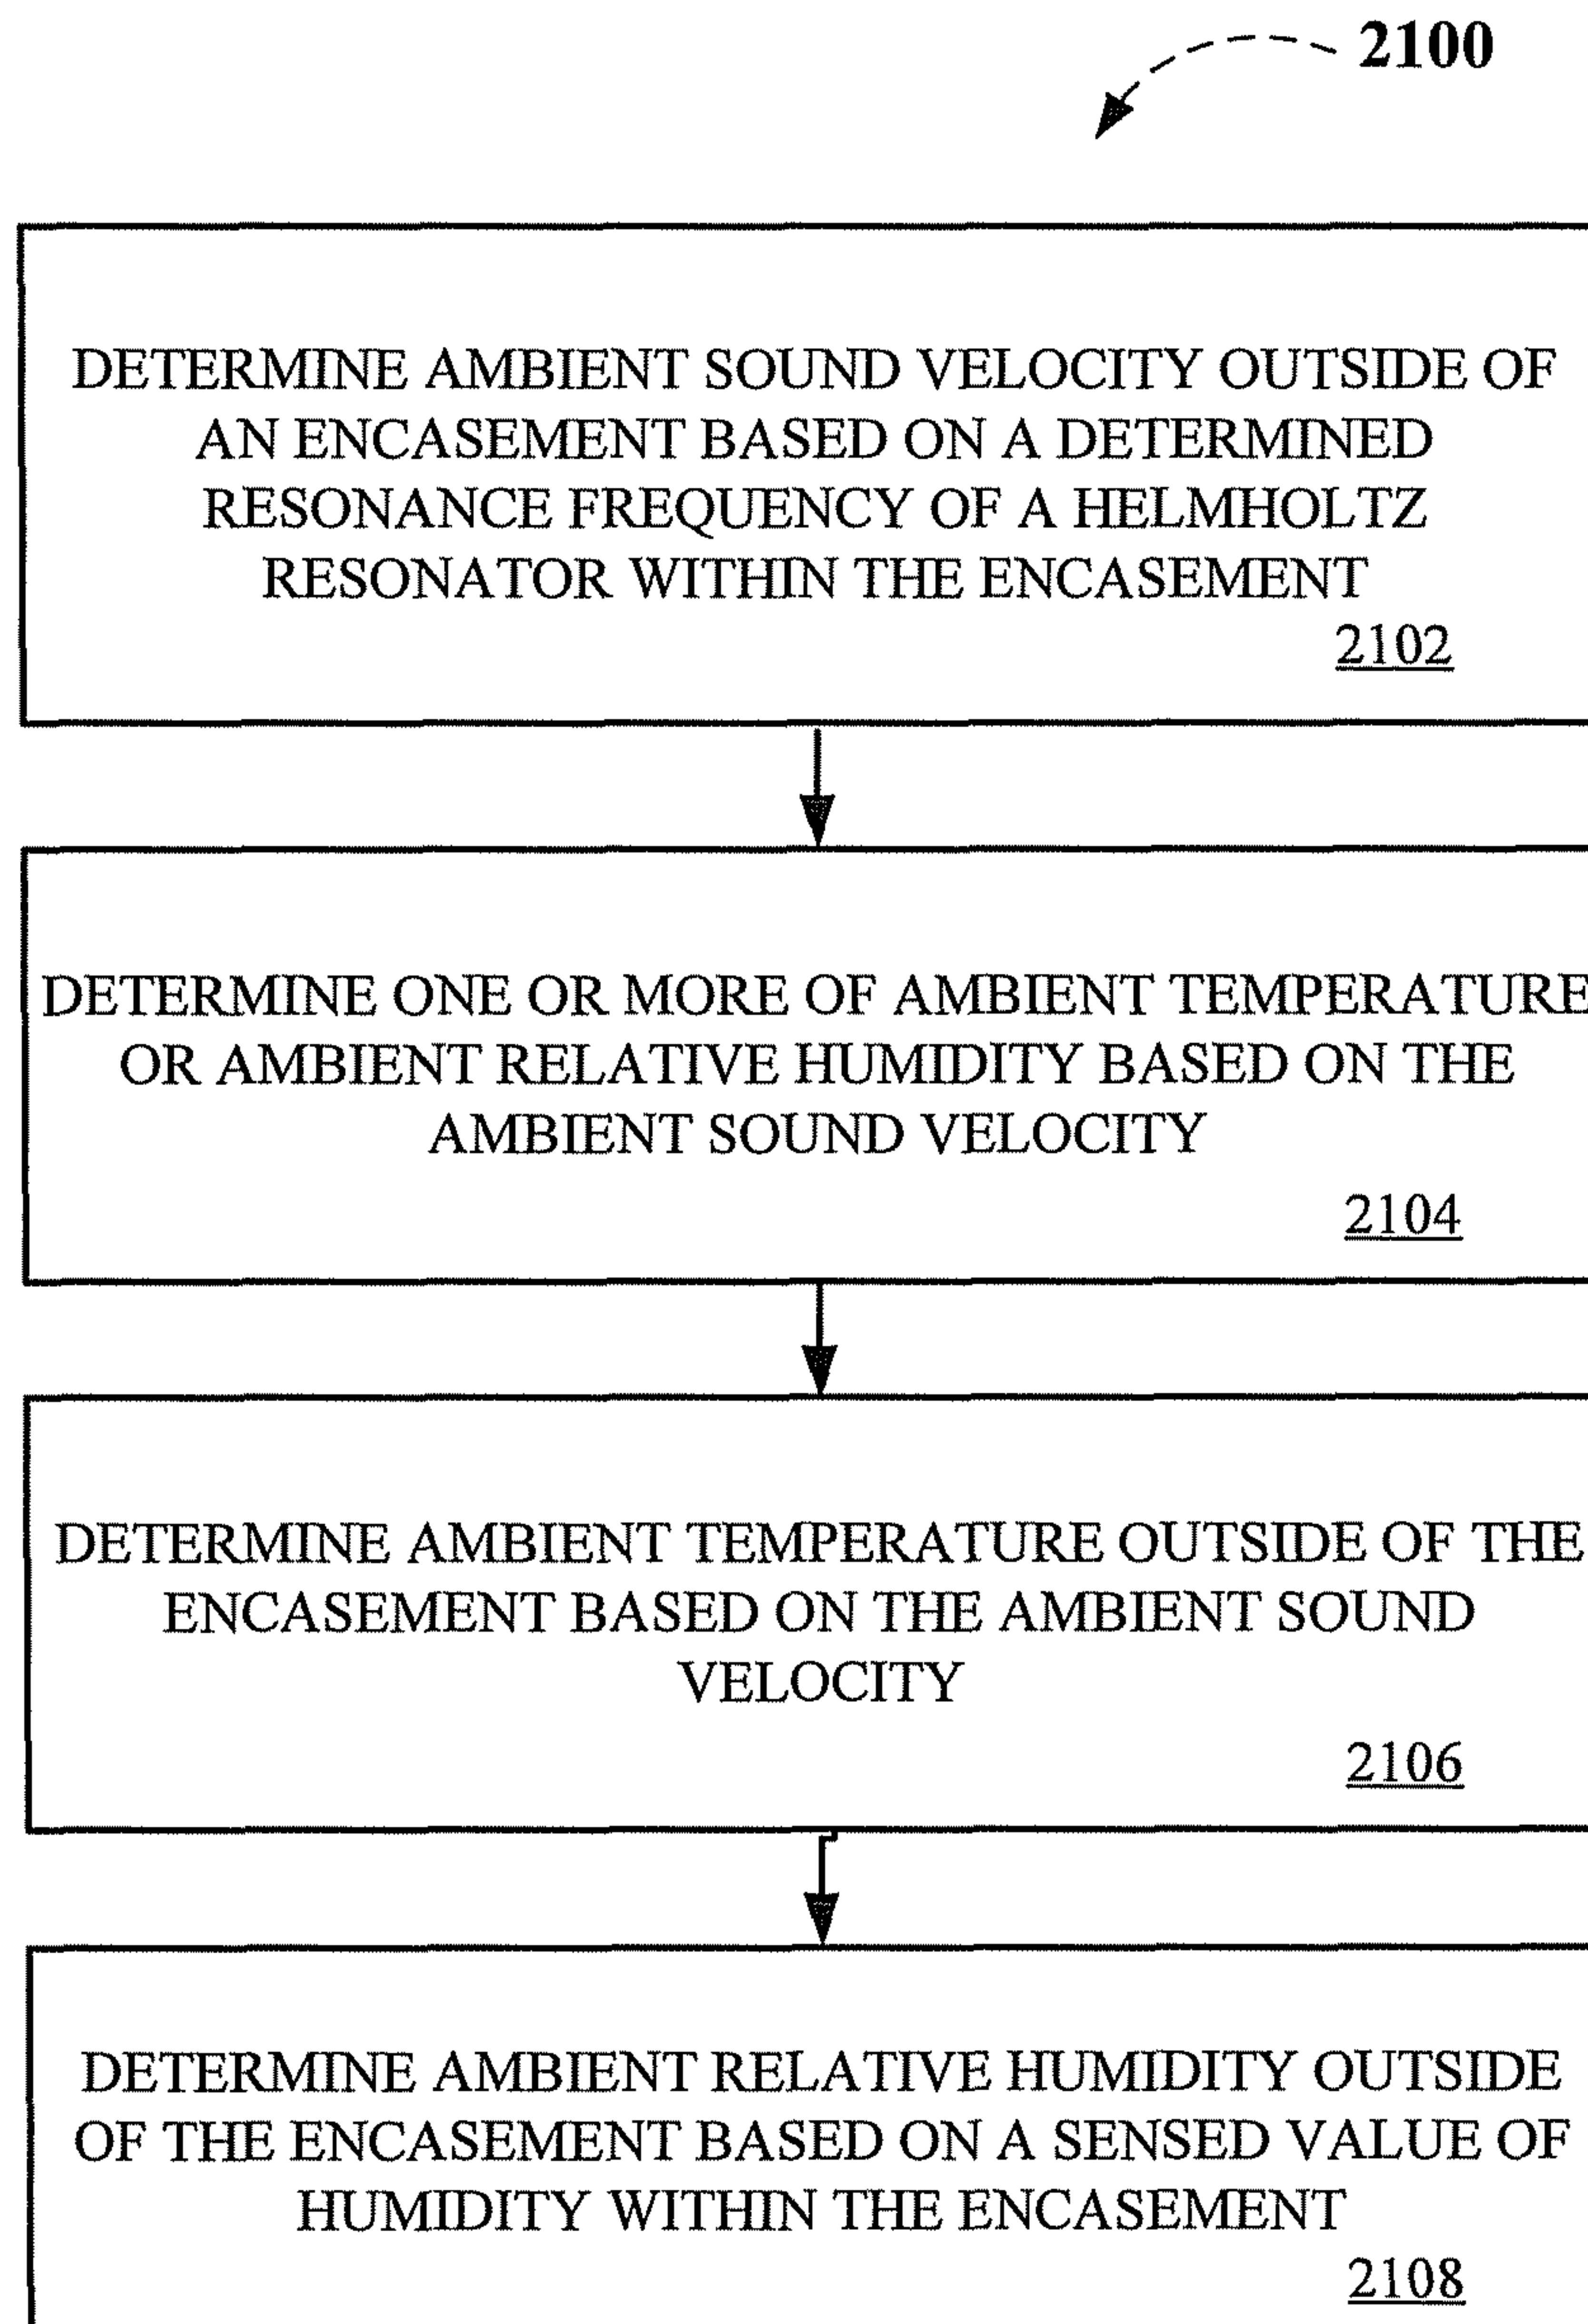 2100
DETERMINE AMBIENT SOUND VELOCITY OUTSIDE OF
AN ENCASEMENT BASED ON A DETERMINED
RESONANCE FREQUENCY OF A HELMHOLTZ
RESONATOR WITHIN THE ENCASEMENT
2102
DETERMINE ONE OR MORE OF AMBIENT TEMPERATURE
OR AMBIENT RELATIVE HUMIDITY BASED ON THE
AMBIENT SOUND VELOCITY
2104
DETERMINE AMBIENT TEMPERATURE OUTSIDE OF THE
ENCASEMENT BASED ON THE AMBIENT SOUND
VELOCITY
2106
DETERMINE AMBIENT RELATIVE HUMIDITY OUTSIDE
OF THE ENCASEMENT BASED ON A SENSED VALUE OF
HUMIDITY WITHIN THE ENCASEMENT
2108